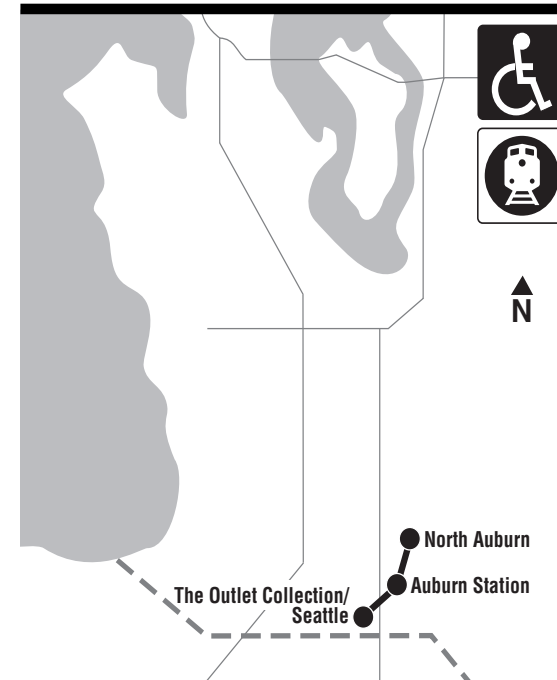 N
North Auburn
Auburn Station
The Outlet Collection/
Seattle